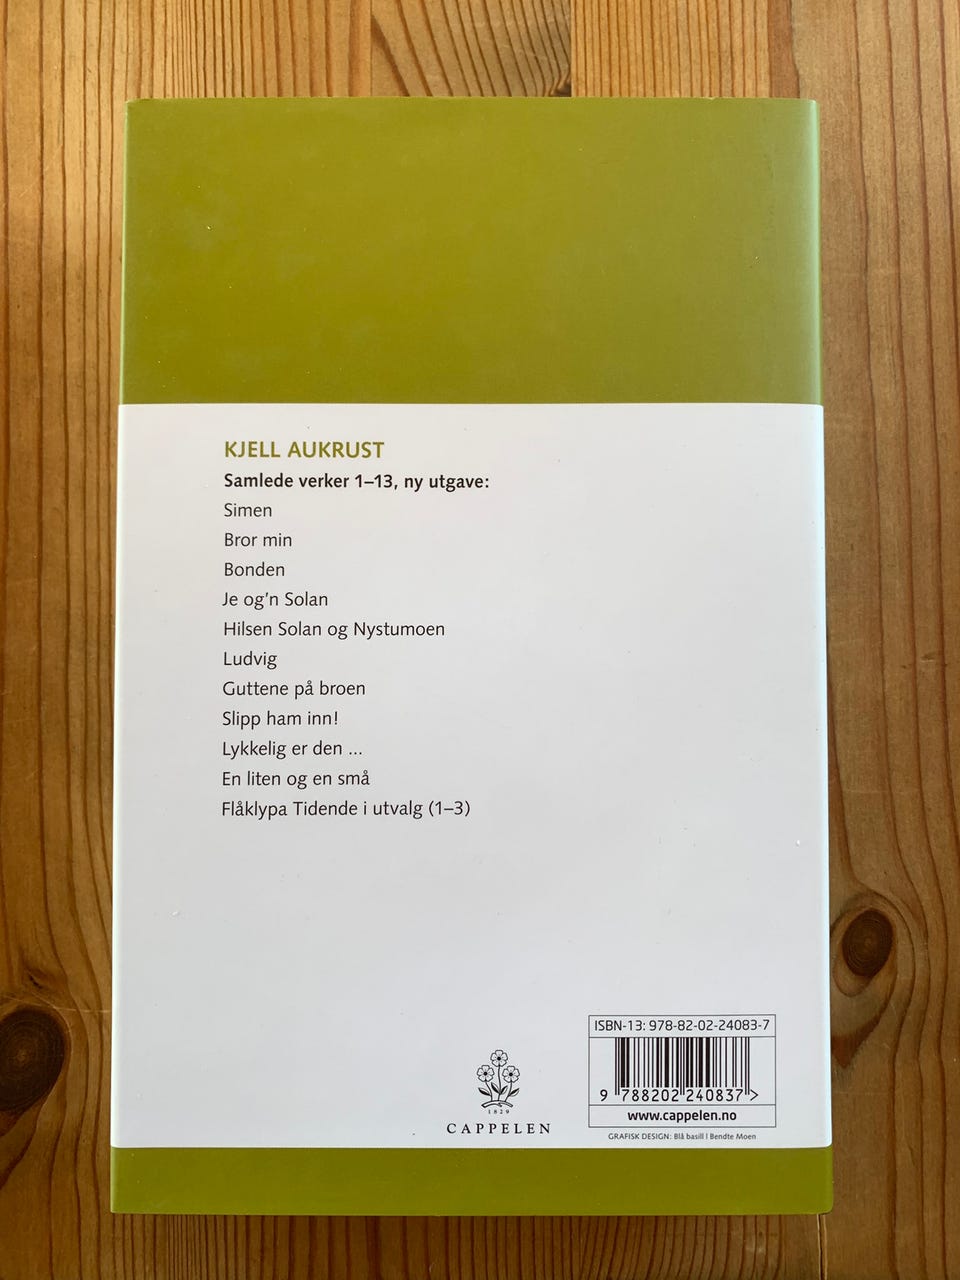 KJELL AUKRUST
Samlede verker 1–13, ny utgave:
Simen
Bror min
Bonden
Je og’n Solan
Hilsen Solan og Nystumoen
Ludvig
Guttene på broen
Slipp ham inn!
Lykkelig er den ...
En liten og en små
Flåklypa Tidende i utvalg (1–3)
1829
CAPPELEN
ISBN-13: 978-82-02-24083-7
9 788202 240837 >
www.cappelen.no
GRAFISK DESIGN: Blå basill | Bendte Moen